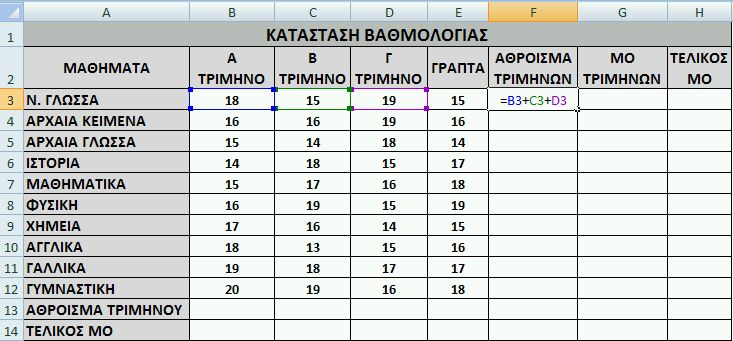 A B C D E F G H
1 ΚΑΤΑΣΤΑΣΗ ΒΑΘΜΟΛΟΓΙΑΣ
2 ΜΑΘΗΜΑΤΑ Α ΤΡΙΜΗΝΟ Β ΤΡΙΜΗΝΟ Γ ΤΡΙΜΗΝΟ ΓΡΑΠΤΑ ΑΘΡΟΙΣΜΑ ΤΡΙΜΗΝΩΝ ΜΟ ΤΡΙΜΗΝΩΝ ΤΕΛΙΚΟΣ ΜΟ
3 Ν. ΓΛΩΣΣΑ 18 15 19 15 =B3+C3+D3
4 ΑΡΧΑΙΑ ΚΕΙΜΕΝΑ 16 16 19 16
5 ΑΡΧΑΙΑ ΓΛΩΣΣΑ 15 14 18 14
6 ΙΣΤΟΡΙΑ 14 18 15 17
7 ΜΑΘΗΜΑΤΙΚΑ 15 17 16 18
8 ΦΥΣΙΚΗ 16 19 15 19
9 ΧΗΜΕΙΑ 17 16 14 15
10 ΑΓΓΛΙΚΑ 18 13 15 16
11 ΓΑΛΛΙΚΑ 19 18 17 17
12 ΓΥΜΝΑΣΤΙΚΗ 20 19 16 18
13 ΑΘΡΟΙΣΜΑ ΤΡΙΜΗΝΟΥ
14 ΤΕΛΙΚΟΣ ΜΟ